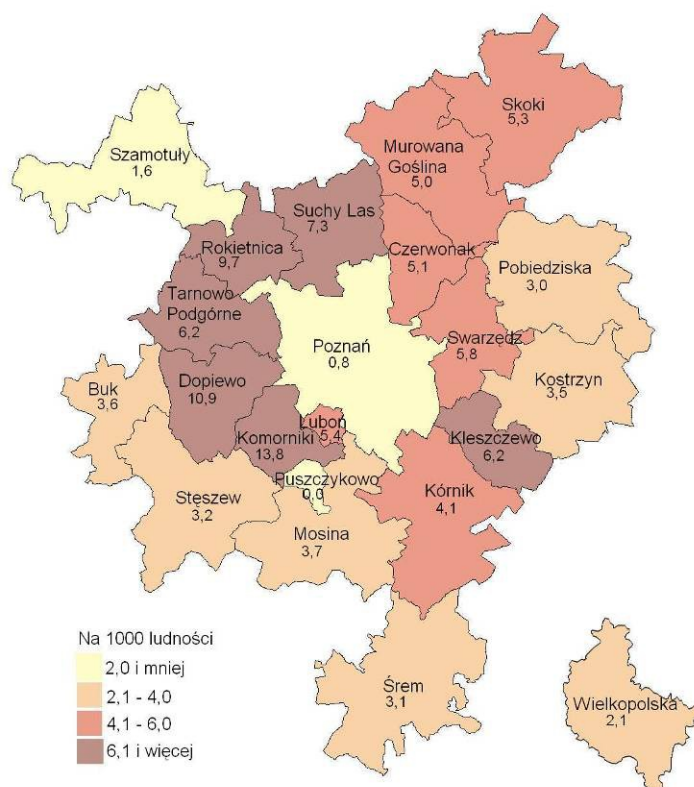 Skoki
5,3
Murowana
Goślina
5,0
Szamotuły
1,6
Suchy Las
7,3
Rokietnica
9,7
Czerwonak
5,1
Pobiedziska
3,0
Tarnowo
Podgórne
6,2
Poznań
0,8
Swarzędz
5,8
Buk
3,6
Dopiewo
10,9
Kostrzyn
3,5
Luboń
5,4
Komorniki
13,8
Kleszczewo
6,2
Puszczykowo
0,0
Stęszew
3,2
Kórnik
4,1
Mosina
3,7
Na 1000 ludności
2,0 i mniej
2,1 - 4,0
4,1 - 6,0
6,1 i więcej
Śrem
3,1
Wielkopolska
2,1